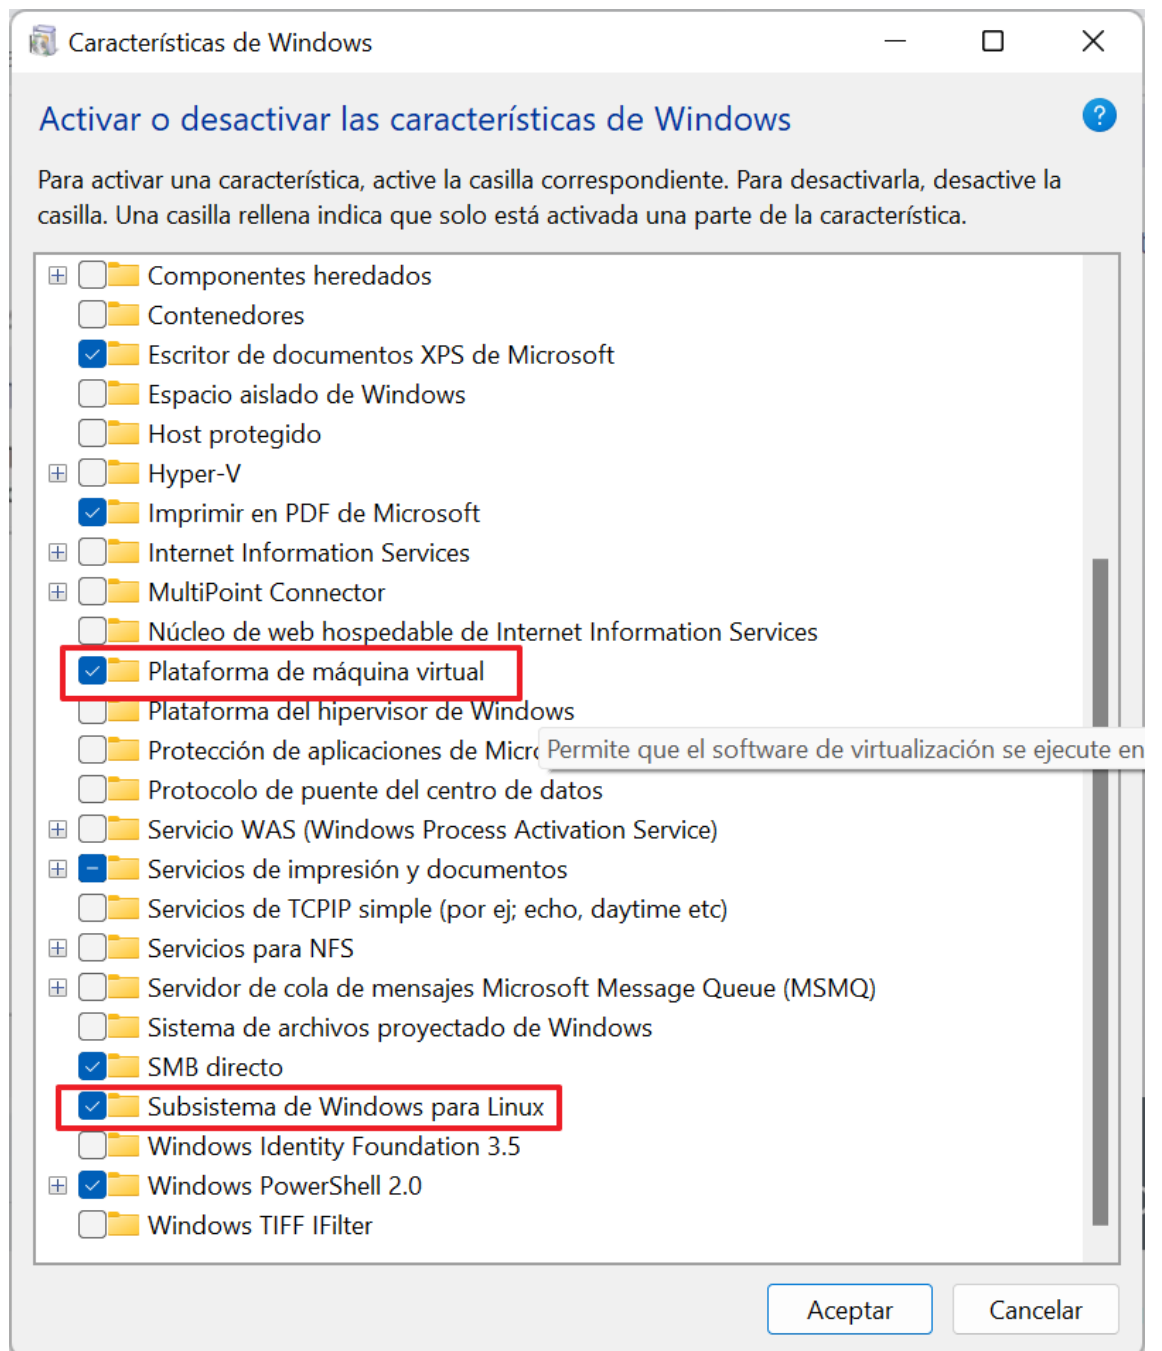 Características de Windows
Activar o desactivar las características de Windows
?
Para activar una característica, active la casilla correspondiente. Para desactivarla, desactive la
casilla. Una casilla rellena indica que solo está activada una parte de la característica.
Componentes heredados
Contenedores
Escritor de documentos XPS de Microsoft
Espacio aislado de Windows
Host protegido
Hyper-V
Imprimir en PDF de Microsoft
Internet Information Services
MultiPoint Connector
Núcleo de web hospedable de Internet Information Services
Plataforma de máquina virtual
Plataforma del hipervisor de Windows
Protección de aplicaciones de Micro
Permite que el software de virtualización se ejecute en
Protocolo de puente del centro de datos
Servicio WAS (Windows Process Activation Service)
Servicios de impresión y documentos
Servicios de TCPIP simple (por ej; echo, daytime etc)
Servicios para NFS
Servidor de cola de mensajes Microsoft Message Queue (MSMQ)
Sistema de archivos proyectado de Windows
SMB directo
Subsistema de Windows para Linux
Windows Identity Foundation 3.5
Windows PowerShell 2.0
Windows TIFF IFilter
Aceptar
Cancelar